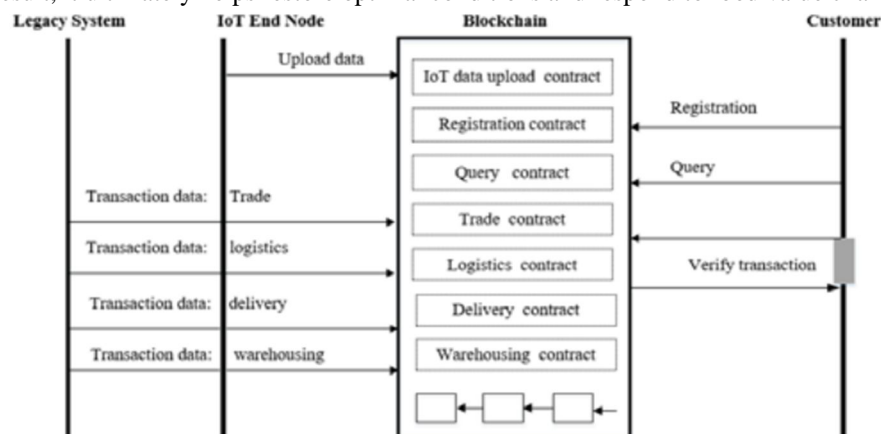 Legacy System IoT End Node Blockchain Customer
Upload data
IoT data upload contract
Registration
Registration contract
Query
Query contract
Transaction data: Trade
Trade contract
Transaction data: logistics
Logistics contract
Verify transaction
Transaction data: delivery
Delivery contract
Transaction data: warehousing
Warehousing contract